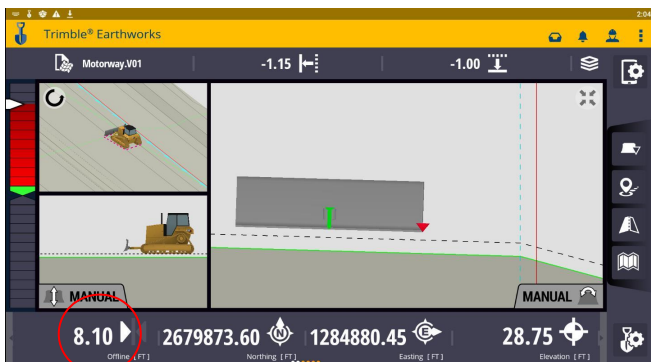 2:04
Trimble® Earthworks
Motorway.V01
-1.15
-1.00
MANUAL
MANUAL
8.10
2679873.60
N
1284880.45
E
28.75
Offline [FT]
Northing [FT]
Easting [FT]
Elevation [FT]